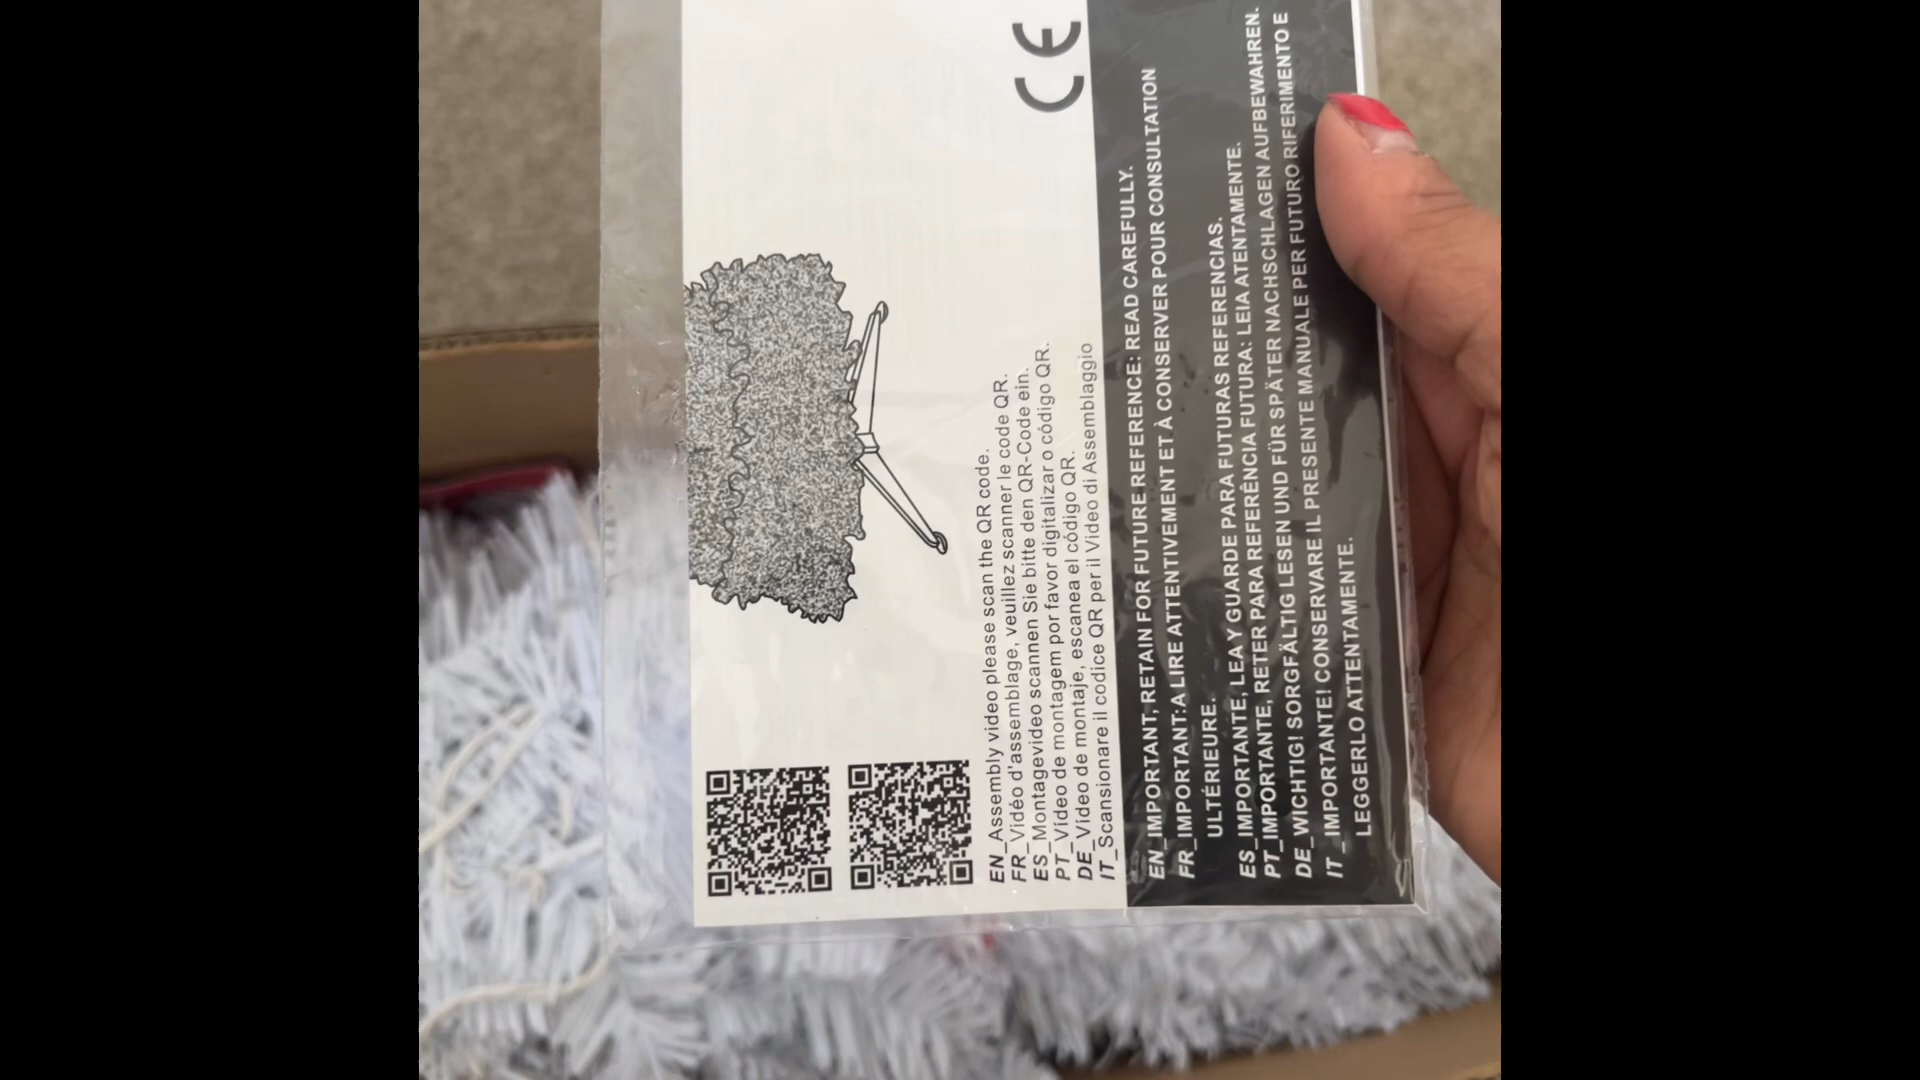 CE
EN_Assembly video please scan the QR code.
FR_Vidéo d'assemblage, veuillez scanner le code QR.
ES_Montagevideo scannen Sie bitte den QR-Code ein.
PT_Vídeo de montagem por favor digitalizar o código QR.
DE_Vídeo de montaje, escanea el código QR.
IT_Scansionare il codice QR per il Video di Assemblaggio
EN_IMPORTANT, RETAIN FOR FUTURE REFERENCE: READ CAREFULLY.
FR_IMPORTANT:A LIRE ATTENTIVEMENT ET À CONSERVER POUR CONSULTATION
ULTÉRIEURE.
ES_IMPORTANTE, LEA Y GUARDE PARA FUTURAS REFERENCIAS.
PT_IMPORTANTE, RETER PARA REFERÊNCIA FUTURA: LEIA ATENTAMENTE.
DE_WICHTIG! SORGFÄLTIG LESEN UND FÜR SPÄTER NACHSCHLAGEN AUFBEWAHREN.
IT_IMPORTANTE! CONSERVARE IL PRESENTE MANUALE PER FUTURO RIFERIMENTO E
LEGGERLO ATTENTAMENTE.